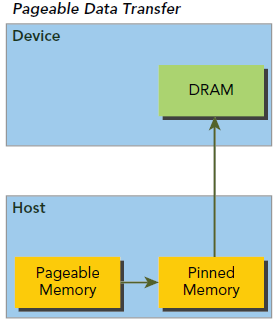 Pageable Data Transfer
Device
DRAM
Host
Pageable
Memory
Pinned
Memory